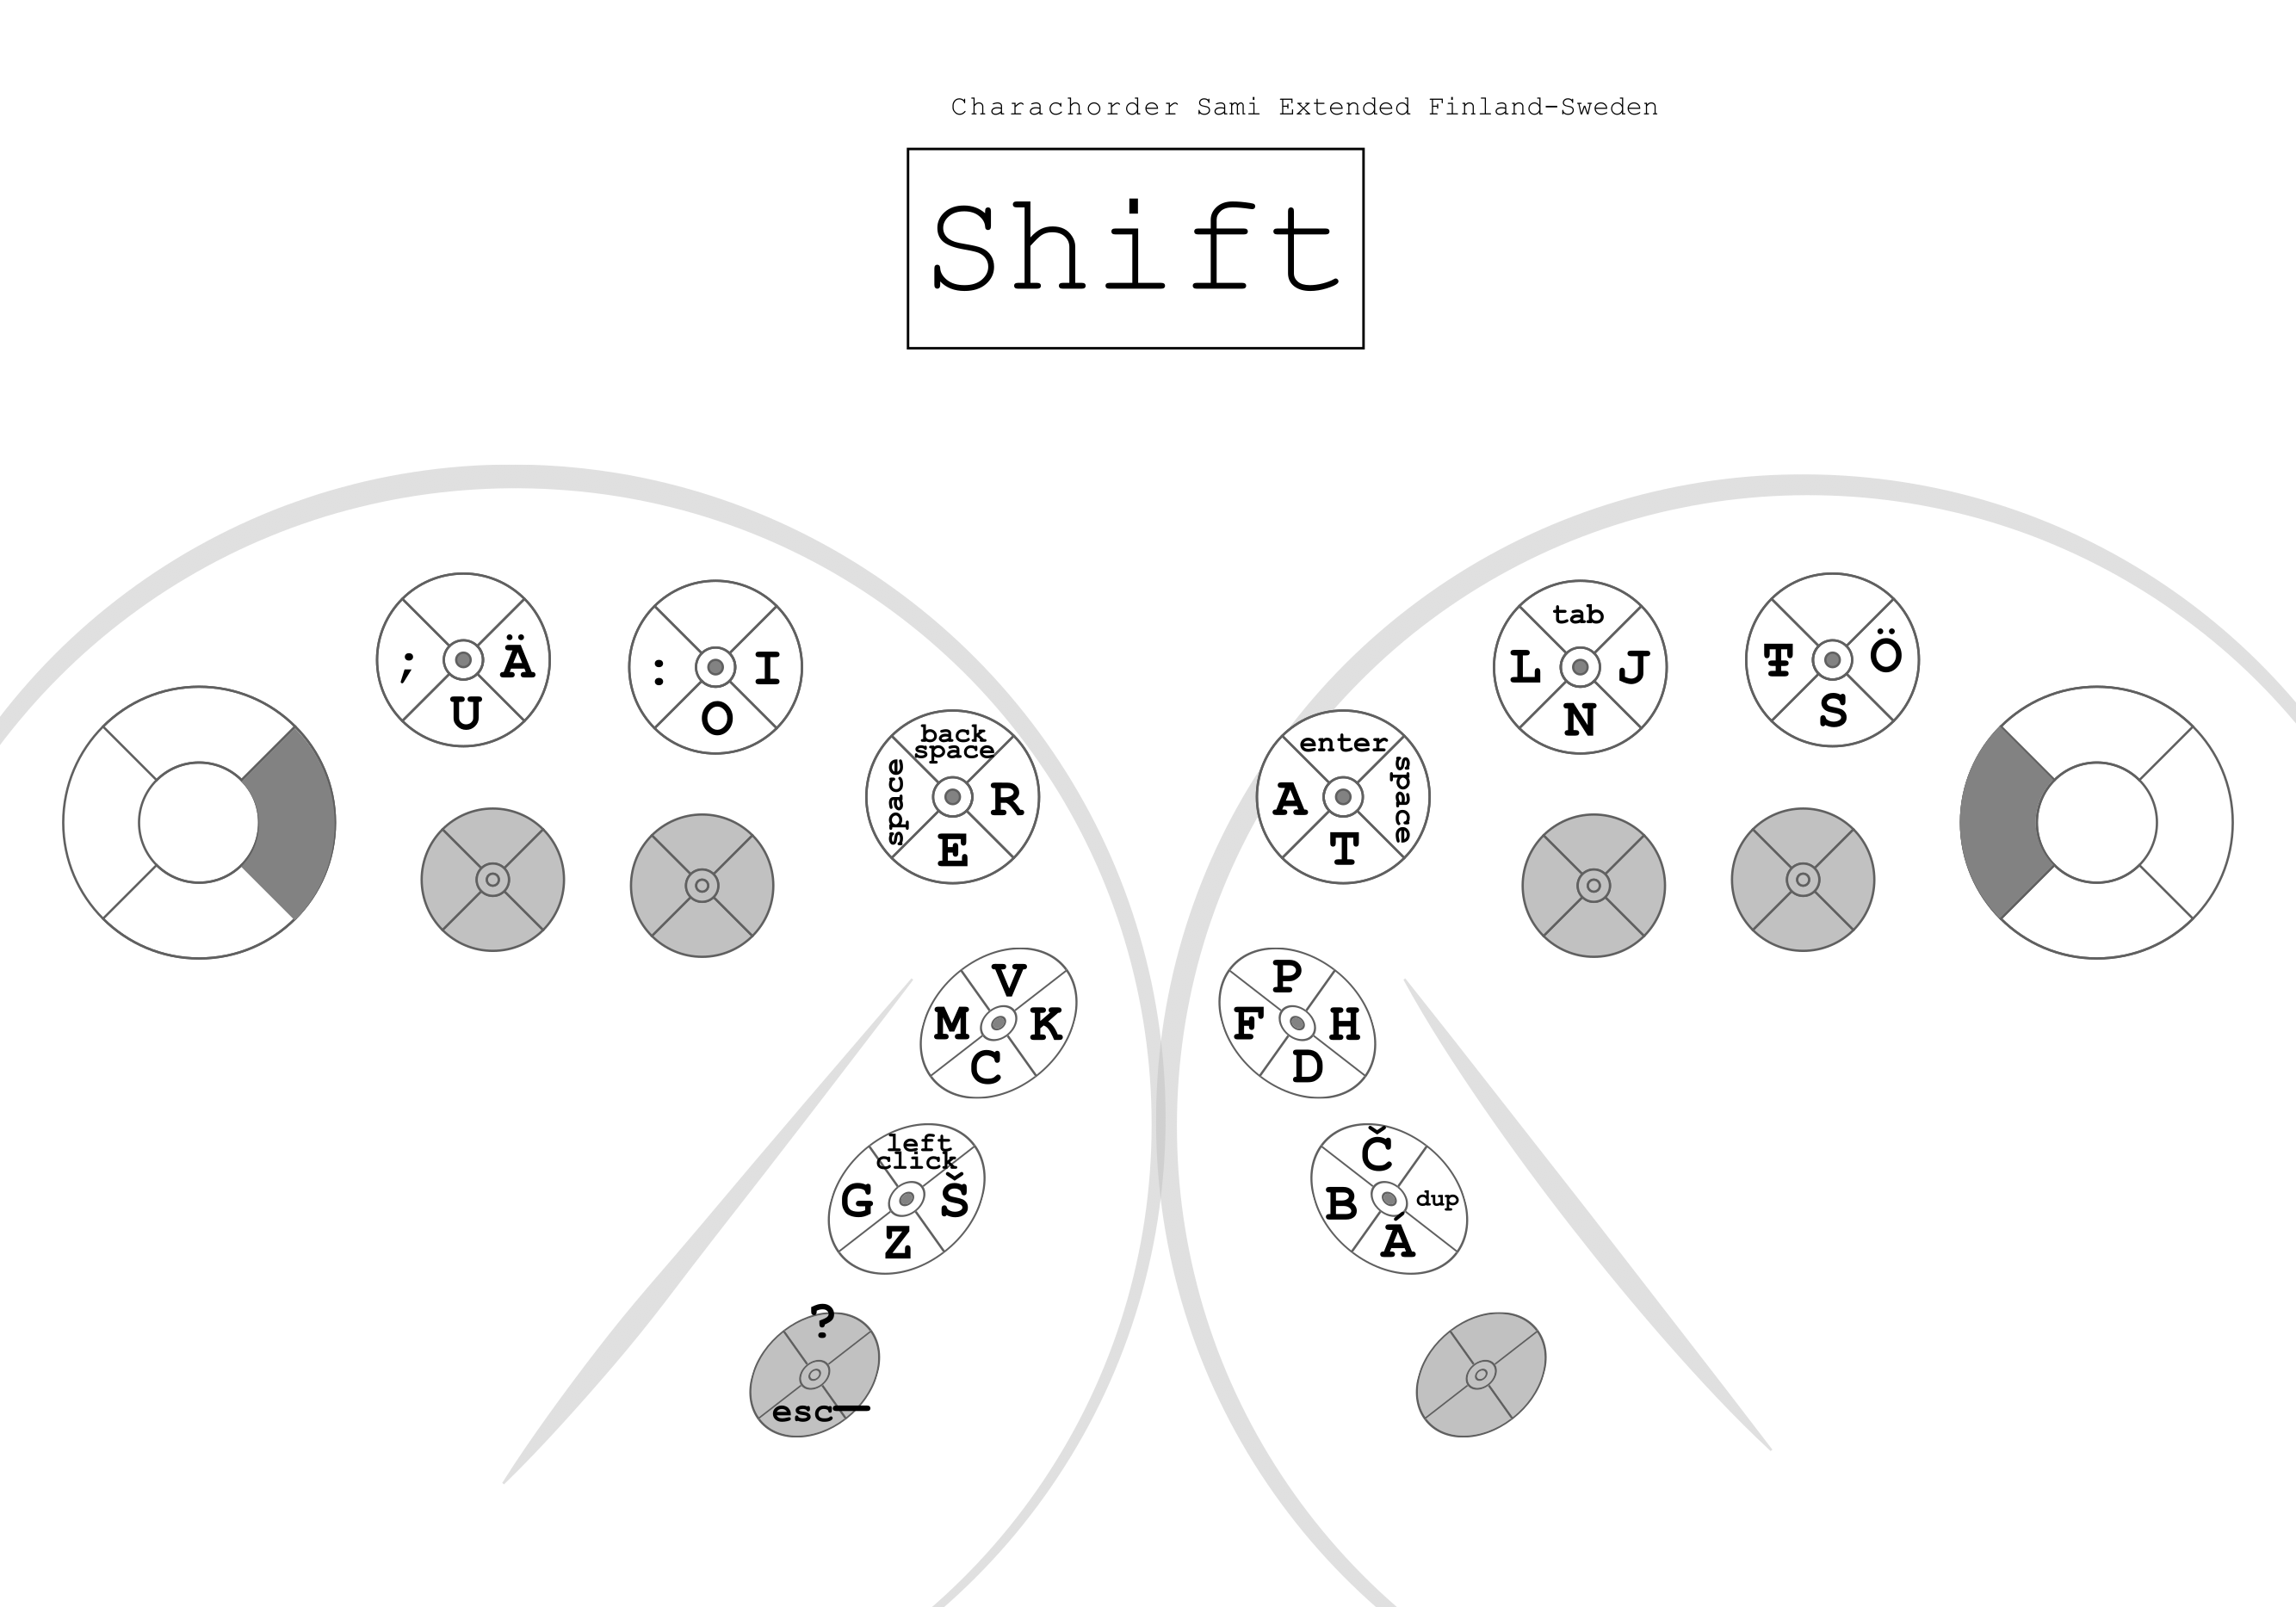 Charachorder Sami Extended Finland-Sweden
Shift
; Ä
U
: I
O
back
space
space R
E
enter
A space
T
tab
L J
N
Ŧ Ö
S
V
M K
C
P
F H
D
left
click
G Š
Z
Č
B dup
Á
?
esc—